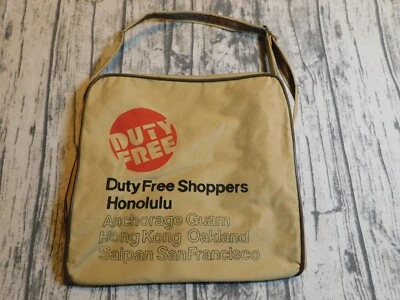 DUTY
FREE
Duty Free Shoppers
Honolulu
Anchorage Guam
Hong Kong Oakland
Saipan San Francisco